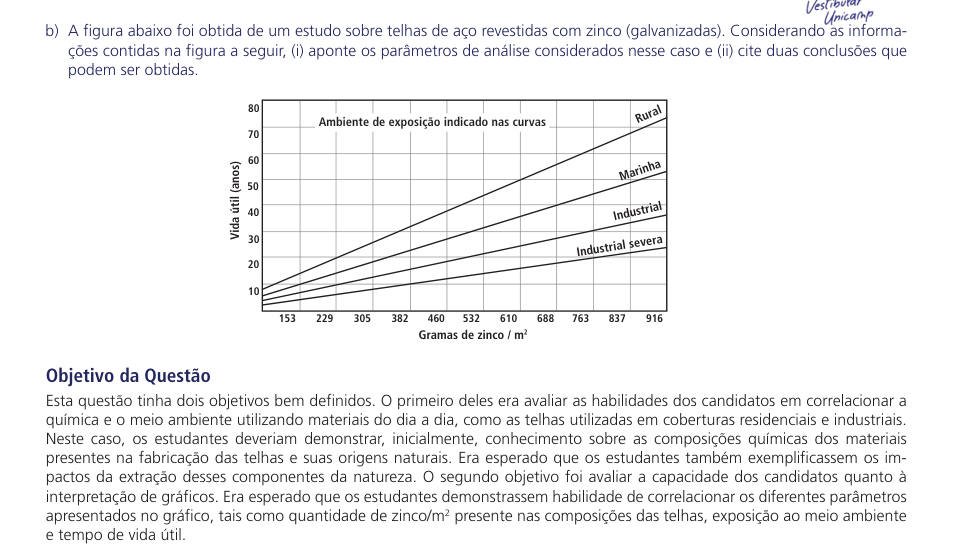 Vestibular
Unicamp
b) A figura abaixo foi obtida de um estudo sobre telhas de aço revestidas com zinco (galvanizadas). Considerando as informa-
ções contidas na figura a seguir, (i) aponte os parâmetros de análise considerados nesse caso e (ii) cite duas conclusões que
podem ser obtidas.
80
70
60
50
40
30
20
10
Vida útil (anos)
Ambiente de exposição indicado nas curvas
Rural
Marinha
Industrial
Industrial severa
153 229 305 382 460 532 610 688 763 837 916
Gramas de zinco / m²
Objetivo da Questão
Esta questão tinha dois objetivos bem definidos. O primeiro deles era avaliar as habilidades dos candidatos em correlacionar a
química e o meio ambiente utilizando materiais do dia a dia, como as telhas utilizadas em coberturas residenciais e industriais.
Neste caso, os estudantes deveriam demonstrar, inicialmente, conhecimento sobre as composições químicas dos materiais
presentes na fabricação das telhas e suas origens naturais. Era esperado que os estudantes também exemplificassem os im-
pactos da extração desses componentes da natureza. O segundo objetivo foi avaliar a capacidade dos candidatos quanto à
interpretação de gráficos. Era esperado que os estudantes demonstrassem habilidade de correlacionar os diferentes parâmetros
apresentados no gráfico, tais como quantidade de zinco/m² presente nas composições das telhas, exposição ao meio ambiente
e tempo de vida útil.